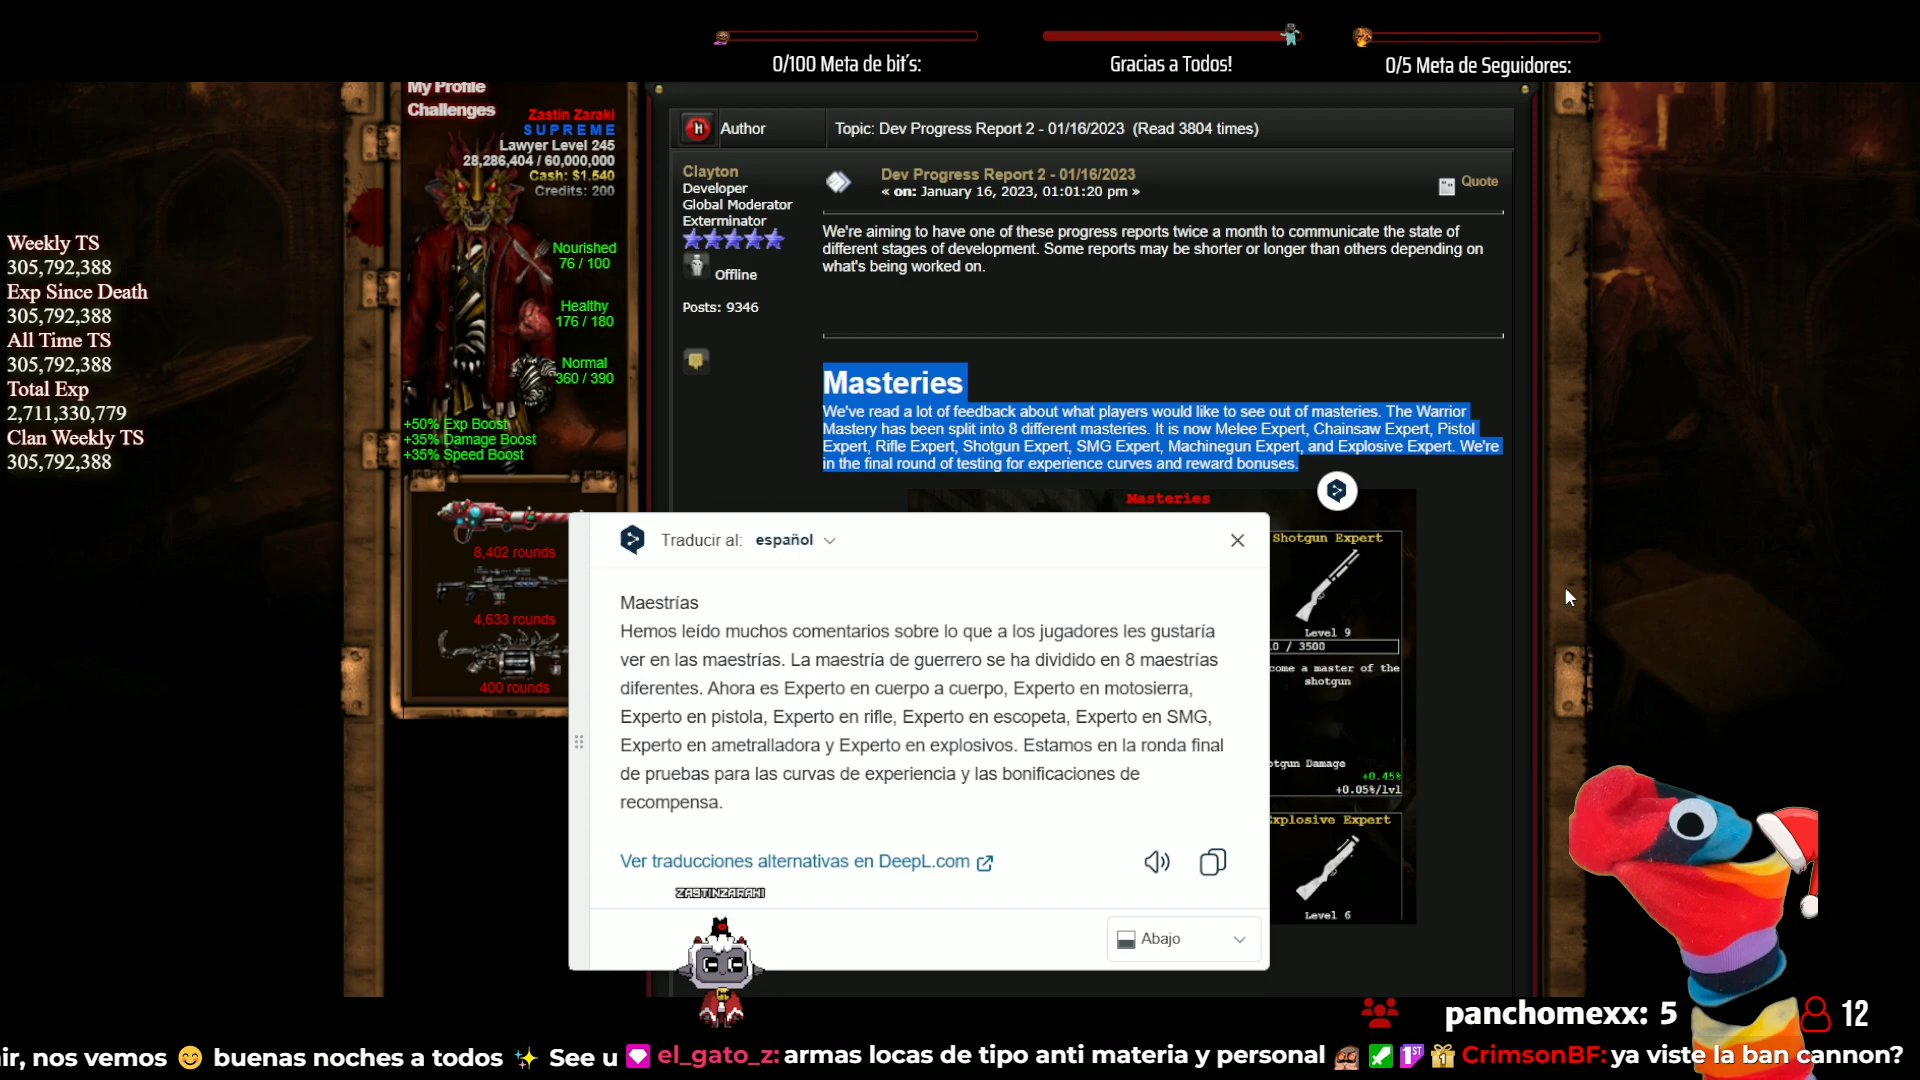 0/100 Meta de bit's:
Gracias a Todos!
0/5 Meta de Seguidores:
My Profile
Challenges
Zastin Zaraki
SUPREME
Lawyer Level 245
28,286,404 / 60,000,000
Cash: $1.540
Credits: 200
Nourished
76 / 100
Healthy
176 / 180
Normal
360 / 390
+50% Exp Boost
+35% Damage Boost
+35% Speed Boost
8,402 rounds
4,633 rounds
400 rounds
Weekly TS
305,792,388
Exp Since Death
305,792,388
All Time TS
305,792,388
Total Exp
2,711,330,779
Clan Weekly TS
305,792,388
Author
Topic: Dev Progress Report 2 - 01/16/2023 (Read 3804 times)
Clayton
Developer
Global Moderator
Exterminator
Offline
Posts: 9346
Dev Progress Report 2 - 01/16/2023
« on: January 16, 2023, 01:01:20 pm »
Quote
We're aiming to have one of these progress reports twice a month to communicate the state of
different stages of development. Some reports may be shorter or longer than others depending on
what's being worked on.
Masteries
We've read a lot of feedback about what players would like to see out of masteries. The Warrior
Mastery has been split into 8 different masteries. It is now Melee Expert, Chainsaw Expert, Pistol
Expert, Rifle Expert, Shotgun Expert, SMG Expert, Machinegun Expert, and Explosive Expert. We're
in the final round of testing for experience curves and reward bonuses.
Masteries
Shotgun Expert
Level 9
0 / 3500
come a master of the
shotgun
otgun Damage
+0.45%
+0.05%/lvl
Explosive Expert
Level 6
Traducir al: español
Maestrías
Hemos leído muchos comentarios sobre lo que a los jugadores les gustaría
ver en las maestrías. La maestría de guerrero se ha dividido en 8 maestrías
diferentes. Ahora es Experto en cuerpo a cuerpo, Experto en motosierra,
Experto en pistola, Experto en rifle, Experto en escopeta, Experto en SMG,
Experto en ametralladora y Experto en explosivos. Estamos en la ronda final
de pruebas para las curvas de experiencia y las bonificaciones de
recompensa.
Ver traducciones alternativas en DeepL.com
ZASTINZARAKI
Abajo
panchomexx: 5
12
ir, nos vemos 😊 buenas noches a todos ✨ See u el_gato_z: armas locas de tipo anti materia y personal 1ST CrimsonBF: ya viste la ban cannon?